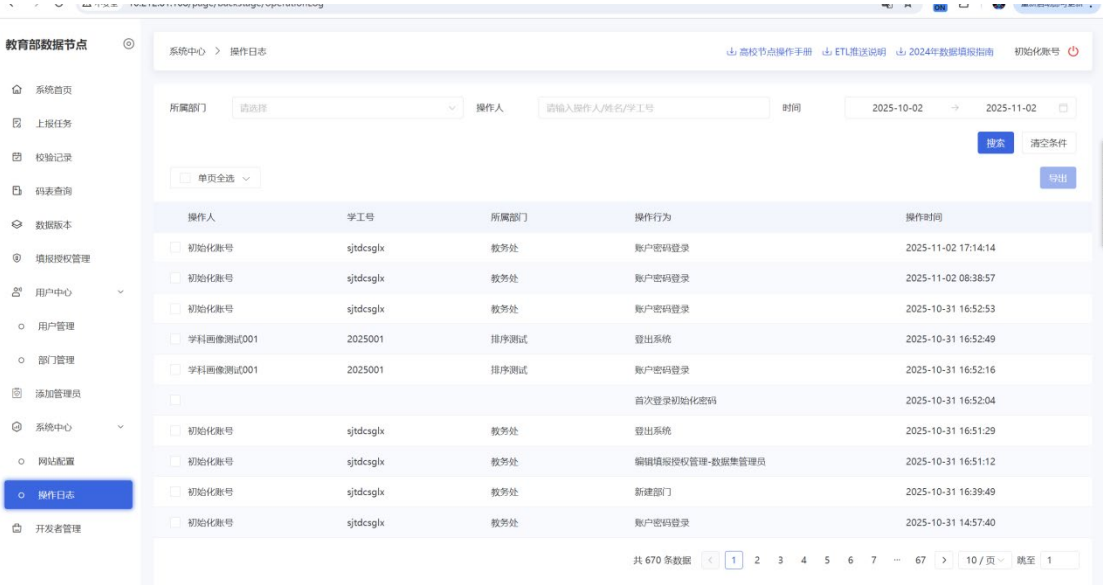 教育部数据节点
系统中心 > 操作日志
高校节点操作手册 ETL推送说明 2024年数据填报指南 初始化账号
系统首页
上报任务
校验记录
码表查询
数据版本
填报授权管理
用户中心
用户管理
部门管理
添加管理员
系统中心
网站配置
操作日志
开发者管理
所属部门 请选择 操作人 请输入操作人/姓名/学工号 时间 2025-10-02 → 2025-11-02
搜索 清空条件
单页全选 导出
操作人 学工号 所属部门 操作行为 操作时间
初始化账号 sjtdcsglx 教务处 账户密码登录 2025-11-02 17:14:14
初始化账号 sjtdcsglx 教务处 账户密码登录 2025-11-02 08:38:57
初始化账号 sjtdcsglx 教务处 账户密码登录 2025-10-31 16:52:53
学科画像测试001 2025001 排序测试 登出系统 2025-10-31 16:52:49
学科画像测试001 2025001 排序测试 账户密码登录 2025-10-31 16:52:16
首次登录初始化密码 2025-10-31 16:52:04
初始化账号 sjtdcsglx 教务处 登出系统 2025-10-31 16:51:29
初始化账号 sjtdcsglx 教务处 编辑填报授权管理-数据集管理员 2025-10-31 16:51:12
初始化账号 sjtdcsglx 教务处 新建部门 2025-10-31 16:39:49
初始化账号 sjtdcsglx 教务处 账户密码登录 2025-10-31 14:57:40
共 670 条数据 < 1 2 3 4 5 6 7 ··· 67 > 10 / 页 跳至 1